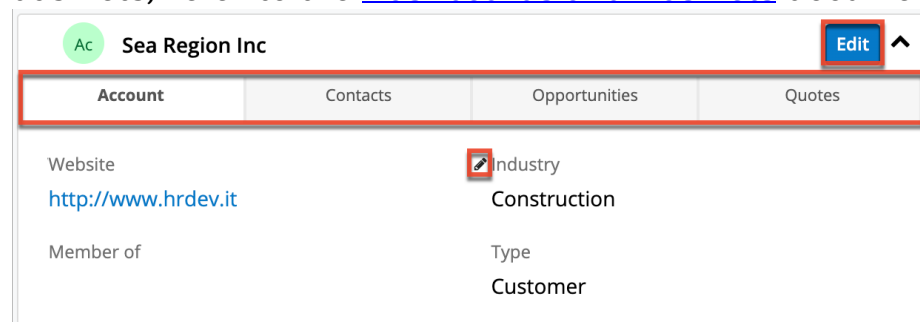 Ac Sea Region Inc Edit
Account Contacts Opportunities Quotes
Website Industry
http://www.hrdev.it Construction
Member of Type
Customer